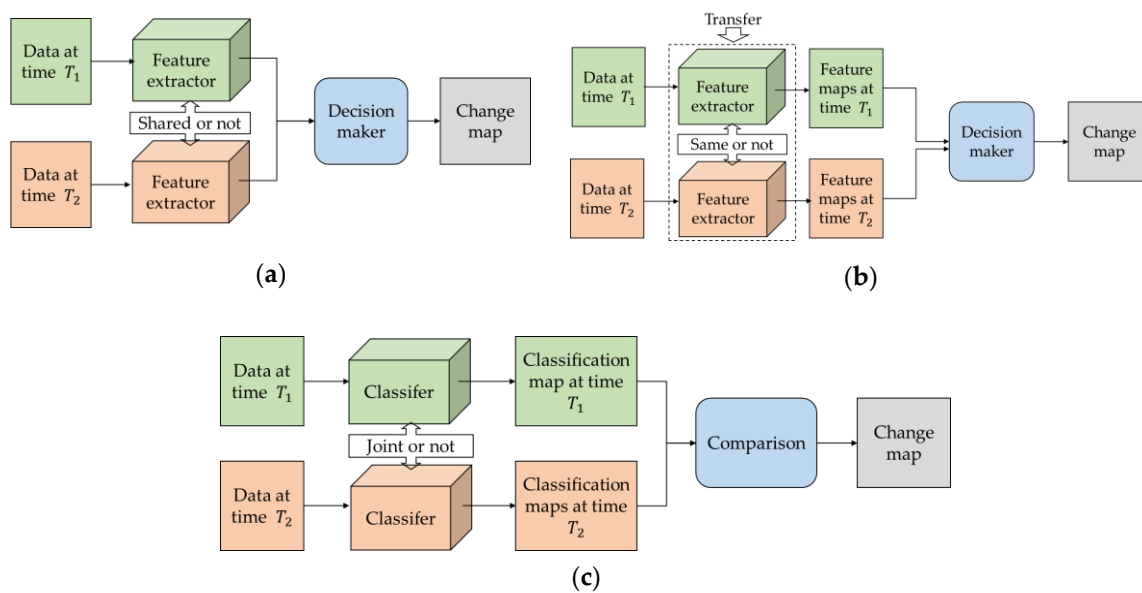 Data at
time T1
Feature
extractor
Shared or not
Data at
time T2
Feature
extractor
Decision
maker
Change
map
(a)
Transfer
Data at
time T1
Feature
extractor
Feature
maps at
time T1
Same or not
Data at
time T2
Feature
extractor
Feature
maps at
time T2
Decision
maker
Change
map
(b)
Data at
time T1
Classifer
Classification
map at time
T1
Joint or not
Data at
time T2
Classifer
Classification
maps at time
T2
Comparison
Change
map
(c)